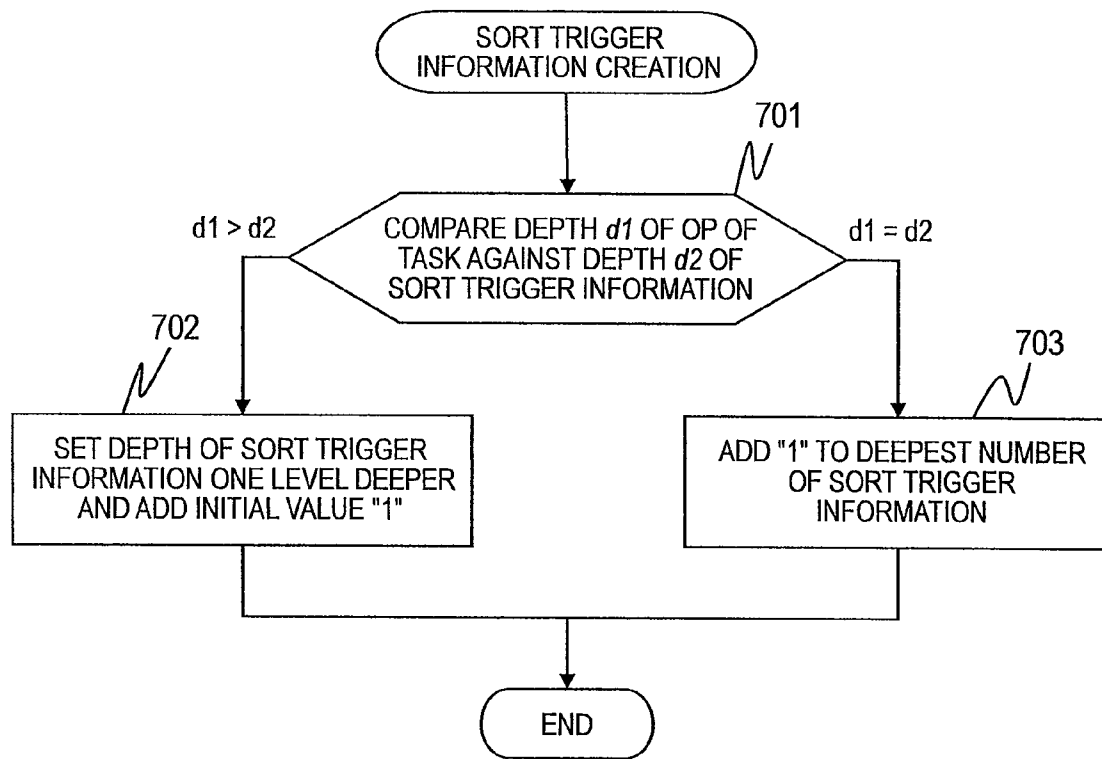 SORT TRIGGER
INFORMATION CREATION
701
d1 > d2
COMPARE DEPTH d1 OF OP OF
TASK AGAINST DEPTH d2 OF
SORT TRIGGER INFORMATION
d1 = d2
702
703
SET DEPTH OF SORT TRIGGER
INFORMATION ONE LEVEL DEEPER
AND ADD INITIAL VALUE "1"
ADD "1" TO DEEPEST NUMBER
OF SORT TRIGGER
INFORMATION
END